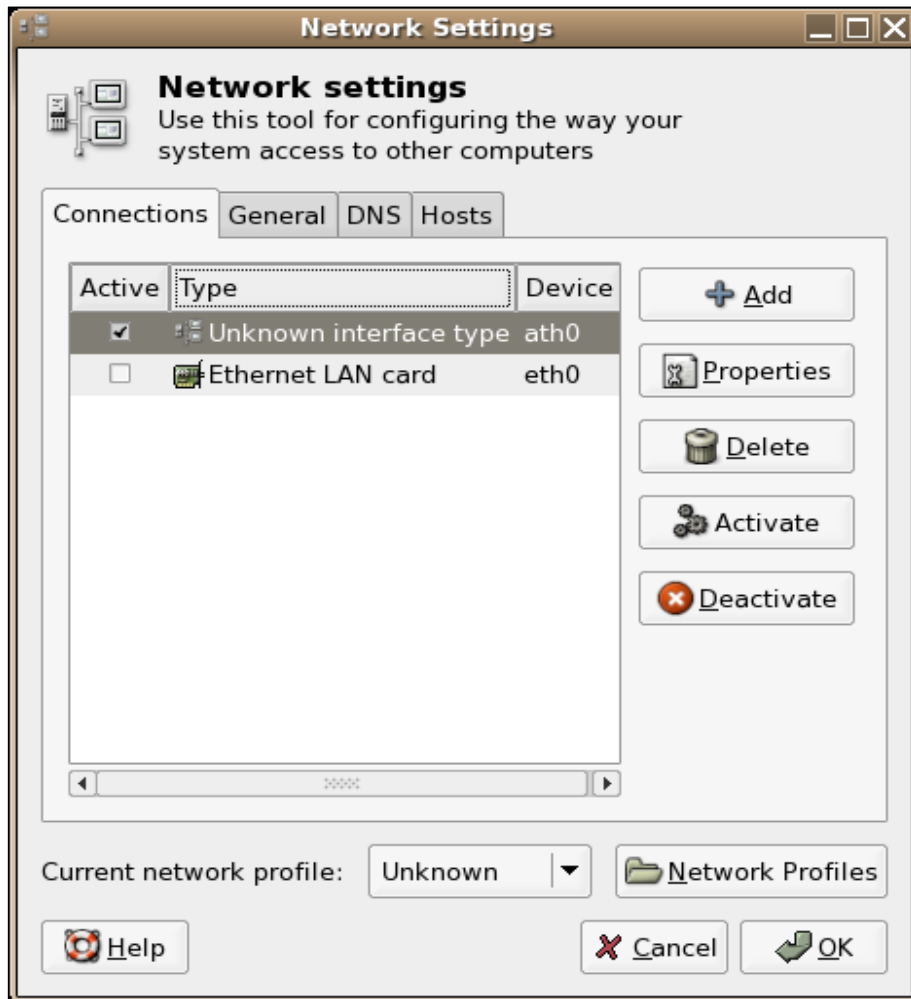 Network Settings
Network settings
Use this tool for configuring the way your
system access to other computers
Connections General DNS Hosts
Active Type Device
Unknown interface type ath0
Ethernet LAN card eth0
Add
Properties
Delete
Activate
Deactivate
Current network profile: Unknown Network Profiles
Help Cancel OK